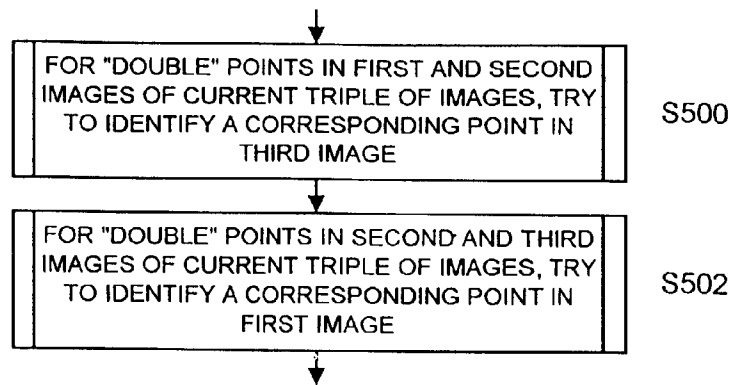 FOR "DOUBLE" POINTS IN FIRST AND SECOND
IMAGES OF CURRENT TRIPLE OF IMAGES, TRY
TO IDENTIFY A CORRESPONDING POINT IN
THIRD IMAGE
S500
FOR "DOUBLE" POINTS IN SECOND AND THIRD
IMAGES OF CURRENT TRIPLE OF IMAGES, TRY
TO IDENTIFY A CORRESPONDING POINT IN
FIRST IMAGE
S502